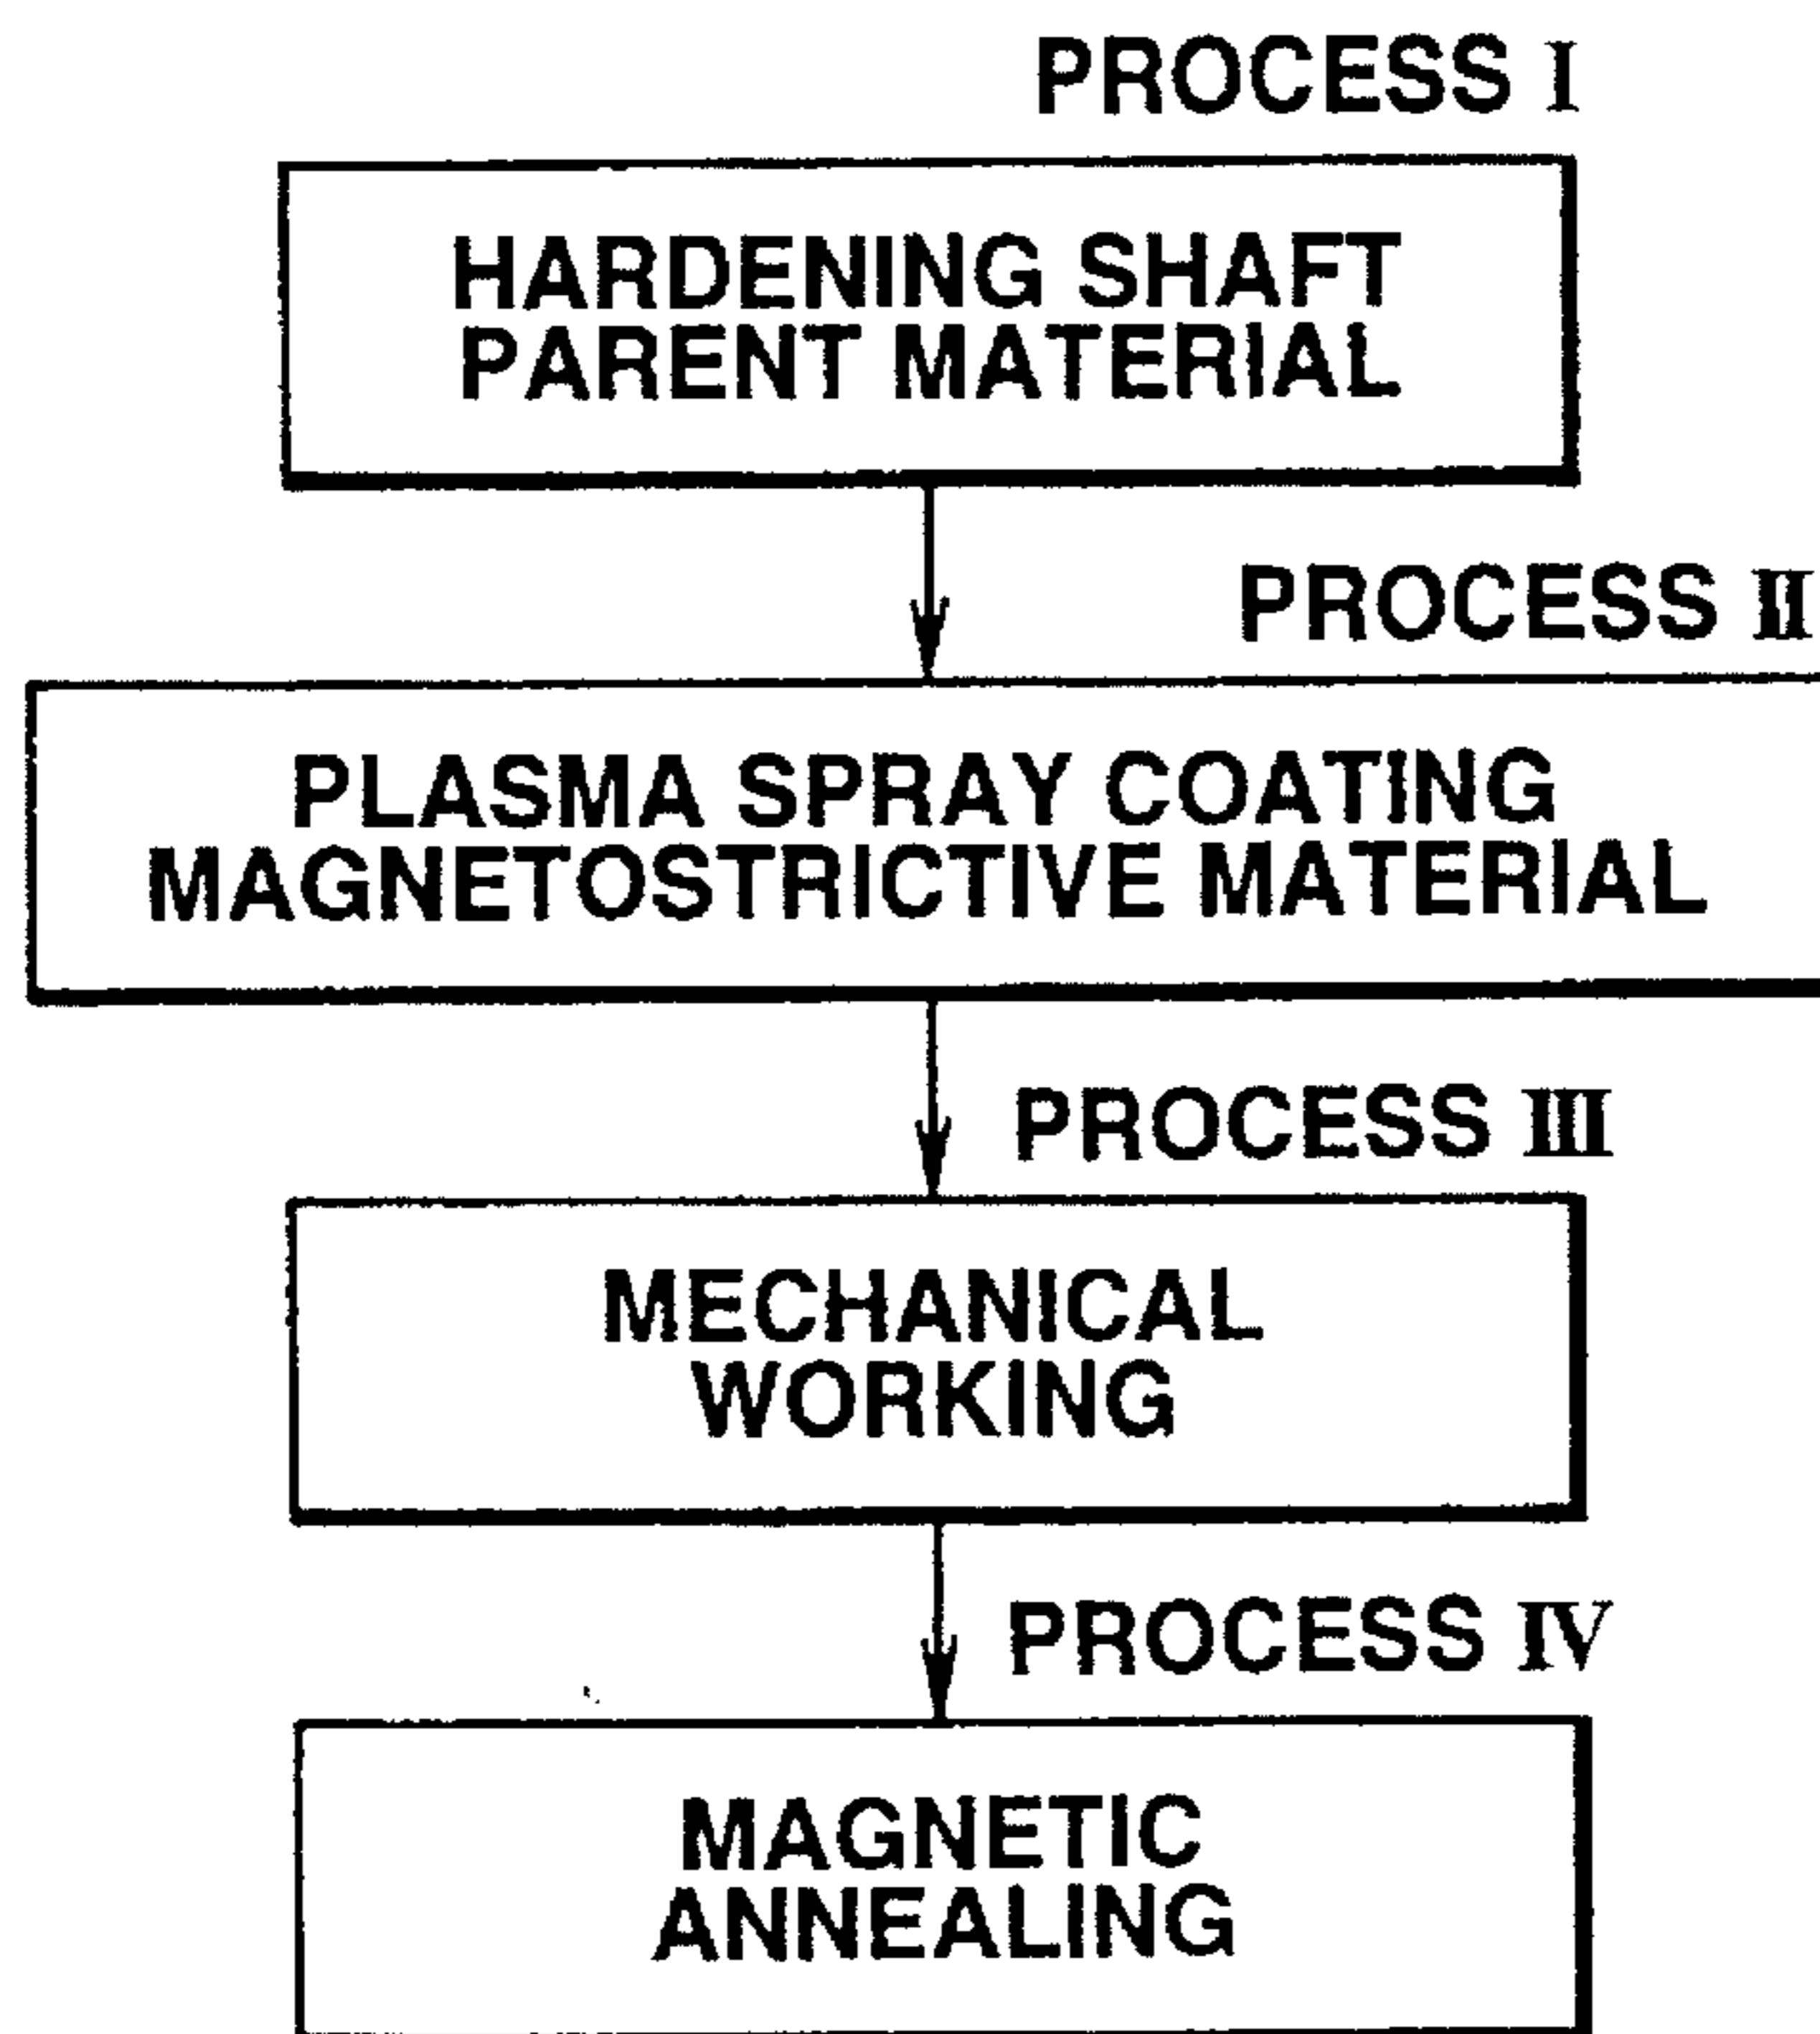 PROCESS I
HARDENING SHAFT
PARENT MATERIAL
PROCESS II
PLASMA SPRAY COATING
MAGNETOSTRICTIVE MATERIAL
PROCESS III
MECHANICAL
WORKING
PROCESS IV
MAGNETIC
ANNEALING